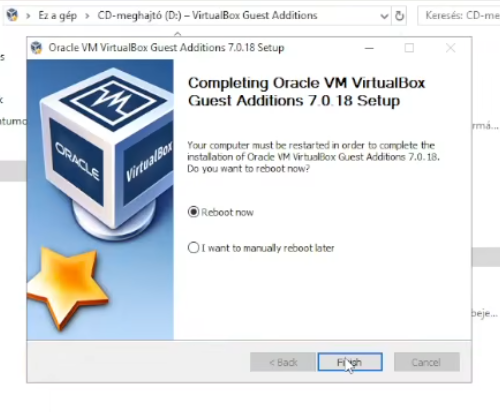 Ez a gép > CD-meghajtó (D:) – VirtualBox Guest Additions
Keresés: CD-me
Oracle VM VirtualBox Guest Additions 7.0.18 Setup
Completing Oracle VM VirtualBox
Guest Additions 7.0.18 Setup
Your computer must be restarted in order to complete the
installation of Oracle VM VirtualBox Guest Additions 7.0.18.
Do you want to reboot now?
ORACLE
VirtualBox
Reboot now
I want to manually reboot later
< Back
Finish
Cancel